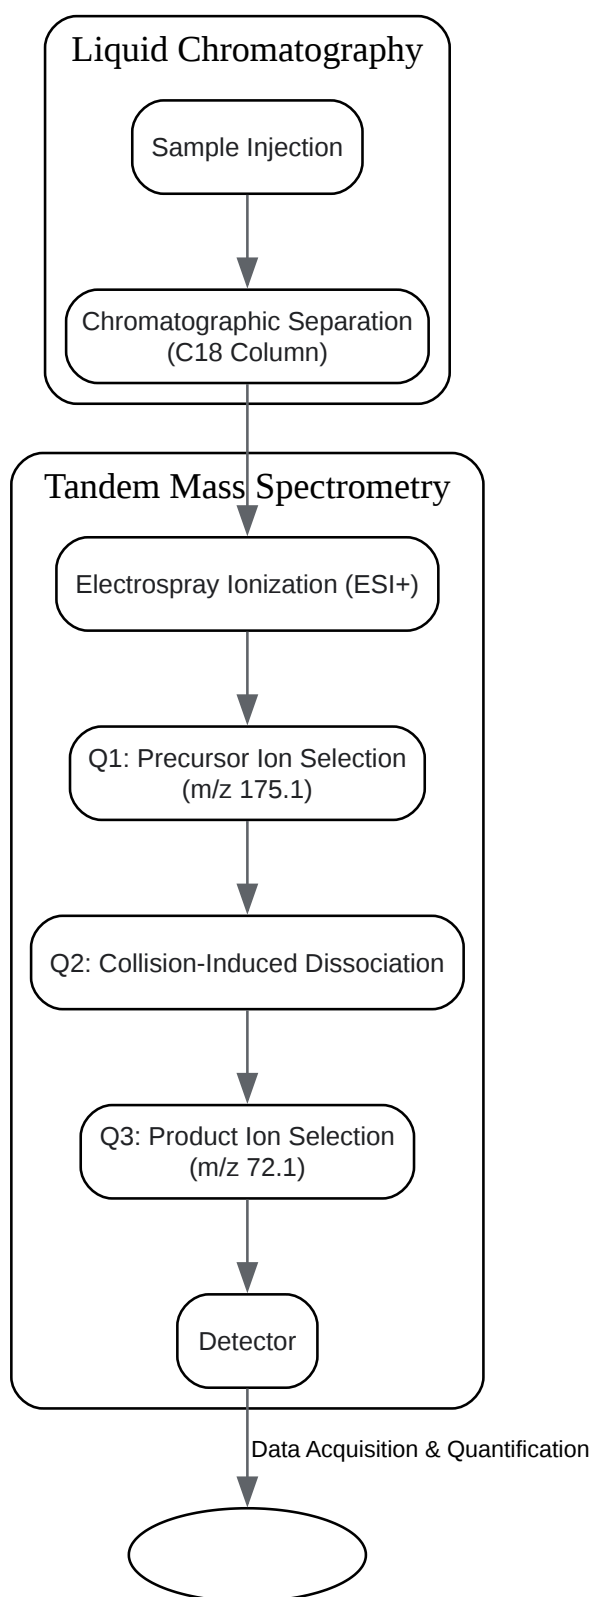 Liquid Chromatography
Sample Injection
Chromatographic Separation
(C18 Column)
Tandem Mass Spectrometry
Electrospray Ionization (ESI+)
Q1: Precursor Ion Selection
(m/z 175.1)
Q2: Collision-Induced Dissociation
Q3: Product Ion Selection
(m/z 72.1)
Detector
Data Acquisition & Quantification